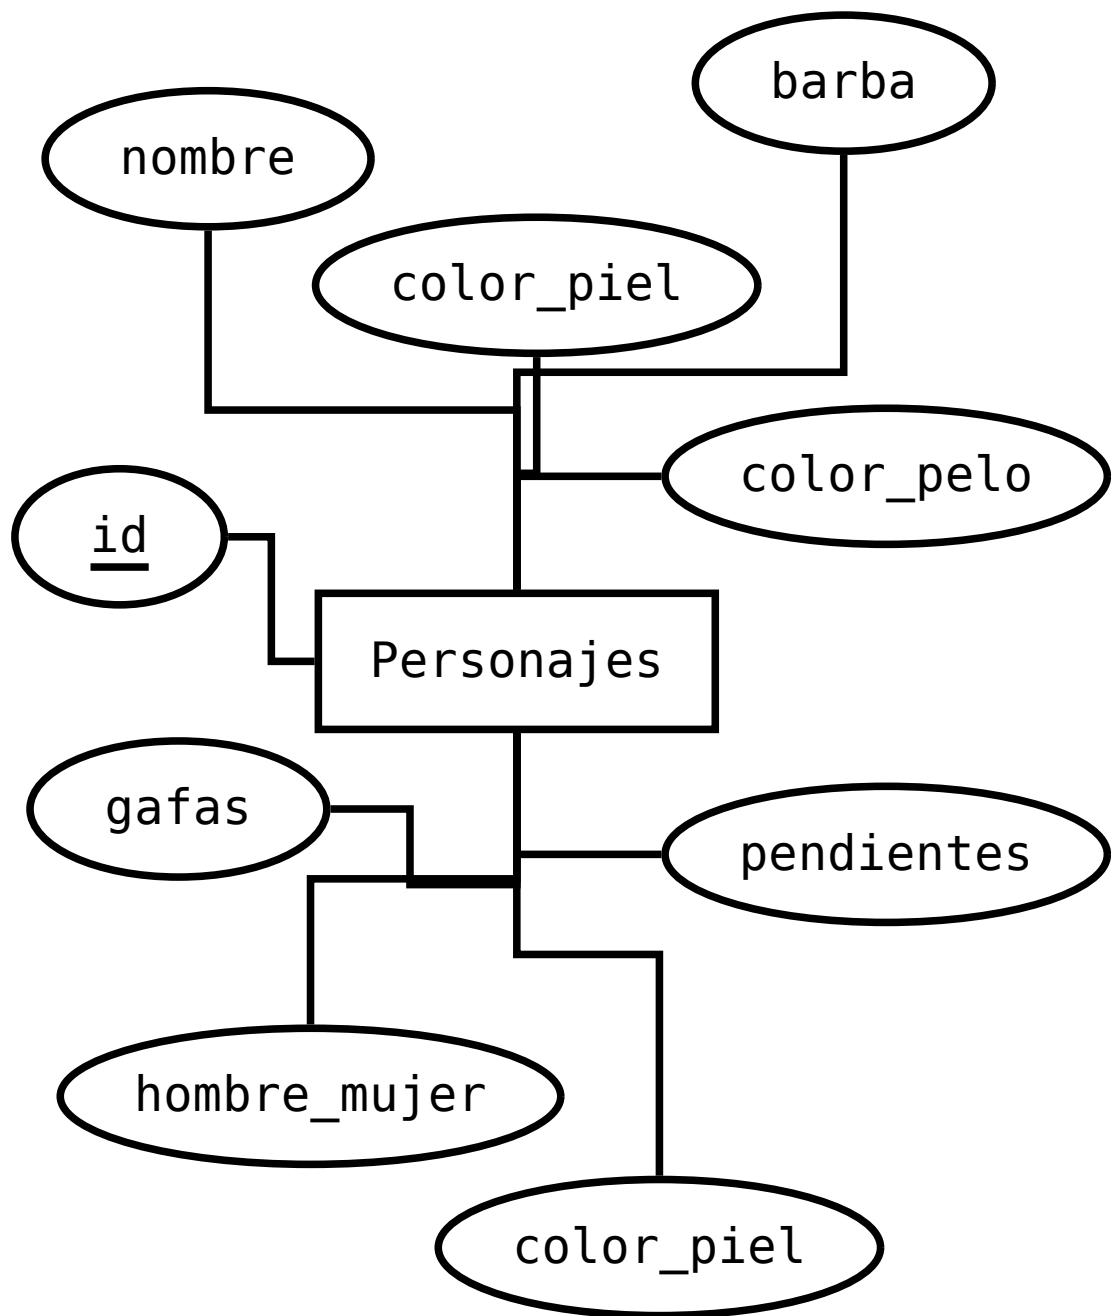 barba
nombre
color_piel
color_pelo
id
Personajes
gafas
pendientes
hombre_mujer
color_piel